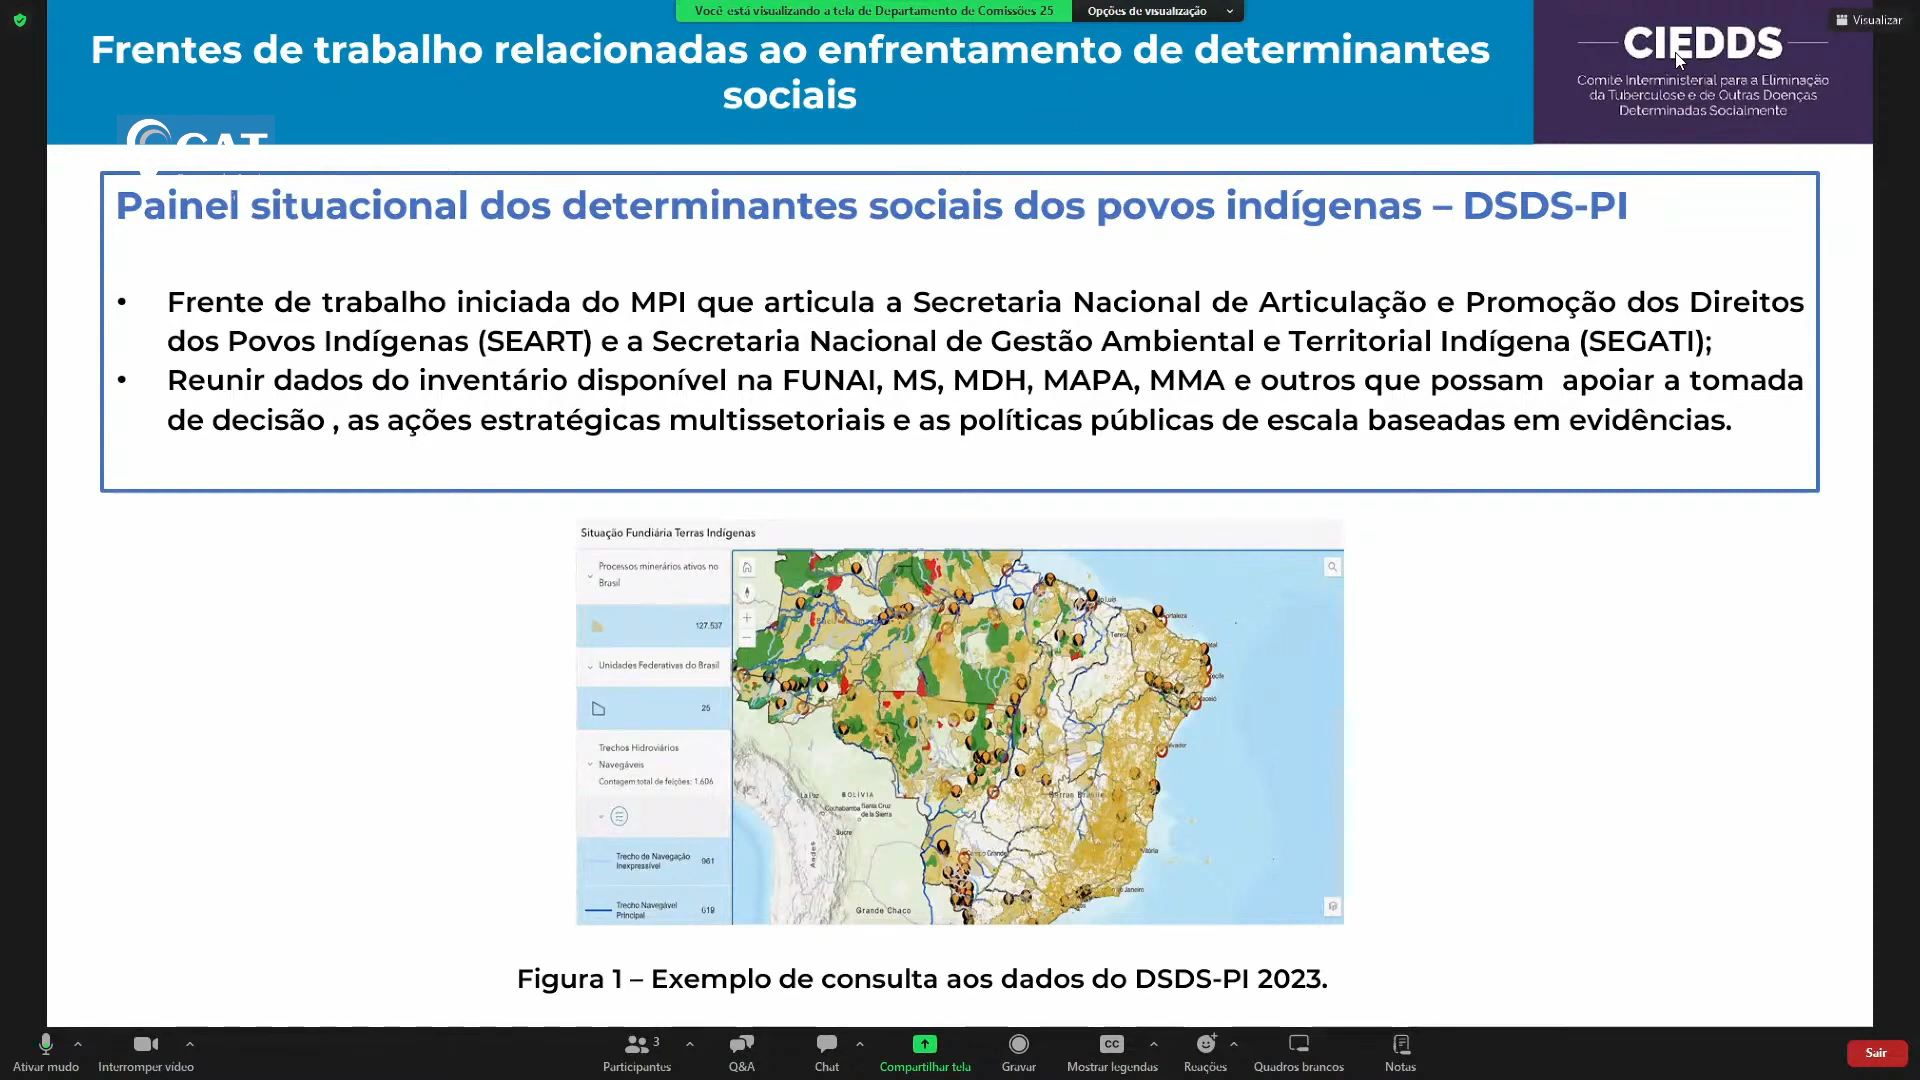 Você está visualizando a tela de Departamento de Comissões 25
Opções de visualização
Visualizar
Frentes de trabalho relacionadas ao enfrentamento de determinantes
sociais
CIEDDS
Comitê Interministerial para a Eliminação
da Tuberculose e de Outras Doenças
Determinadas Socialmente
Painel situacional dos determinantes sociais dos povos indígenas – DSDS-PI
• Frente de trabalho iniciada do MPI que articula a Secretaria Nacional de Articulação e Promoção dos Direitos
dos Povos Indígenas (SEART) e a Secretaria Nacional de Gestão Ambiental e Territorial Indígena (SEGATI);
• Reunir dados do inventário disponível na FUNAI, MS, MDH, MAPA, MMA e outros que possam apoiar a tomada
de decisão , as ações estratégicas multissetoriais e as políticas públicas de escala baseadas em evidências.
Situação Fundiária Terras Indígenas
Processos minerários ativos no
Brasil
127.537
Unidades Federativas do Brasil
25
Trechos Hidroviários
Navegáveis
Contagem total de feições: 1.606
Trecho de Navegação
Inexpressível
961
Trecho Navegável
Principal
619
La Paz
BOLÍVIA
Cochabamba
Santa Cruz
de la Sierra
Sucre
Andes
Grande Chaco
Campo Grande
Vitória
Figura 1 – Exemplo de consulta aos dados do DSDS-PI 2023.
Ativar mudo
Interromper vídeo
Participantes
3
Q&A
Chat
Compartilhar tela
Gravar
CC
Mostrar legendas
Reações
Quadros brancos
Notas
Sair